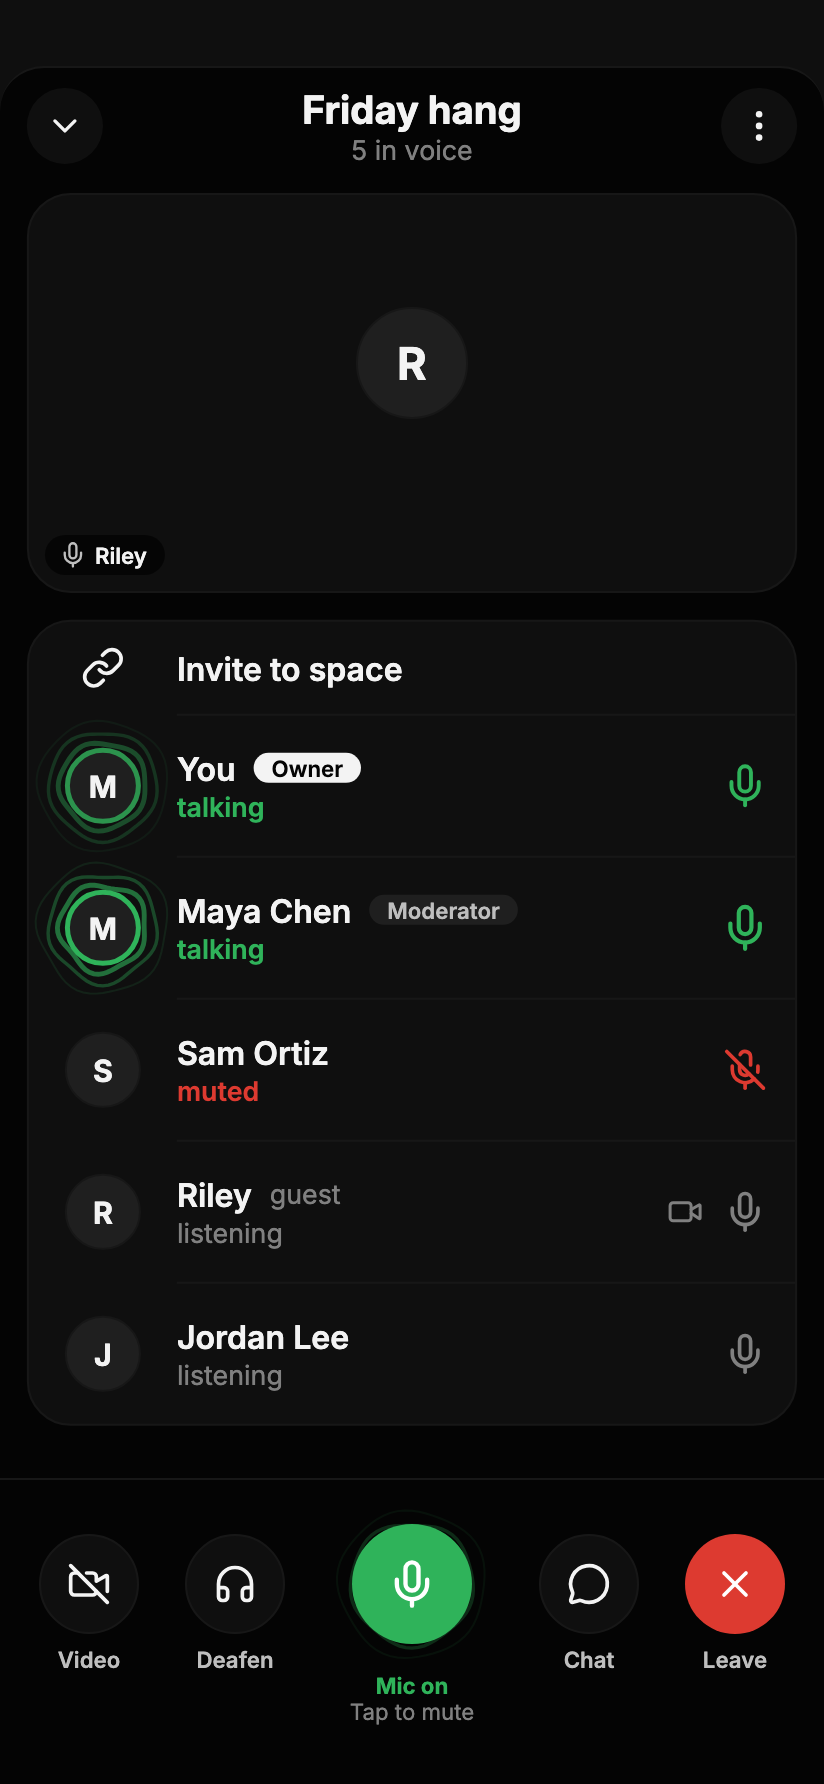 Friday hang
5 in voice
R
Riley
Invite to space
M
You Owner
talking
M
Maya Chen Moderator
talking
S
Sam Ortiz
muted
R
Riley guest
listening
J
Jordan Lee
listening
Video
Deafen
Mic on
Tap to mute
Chat
Leave